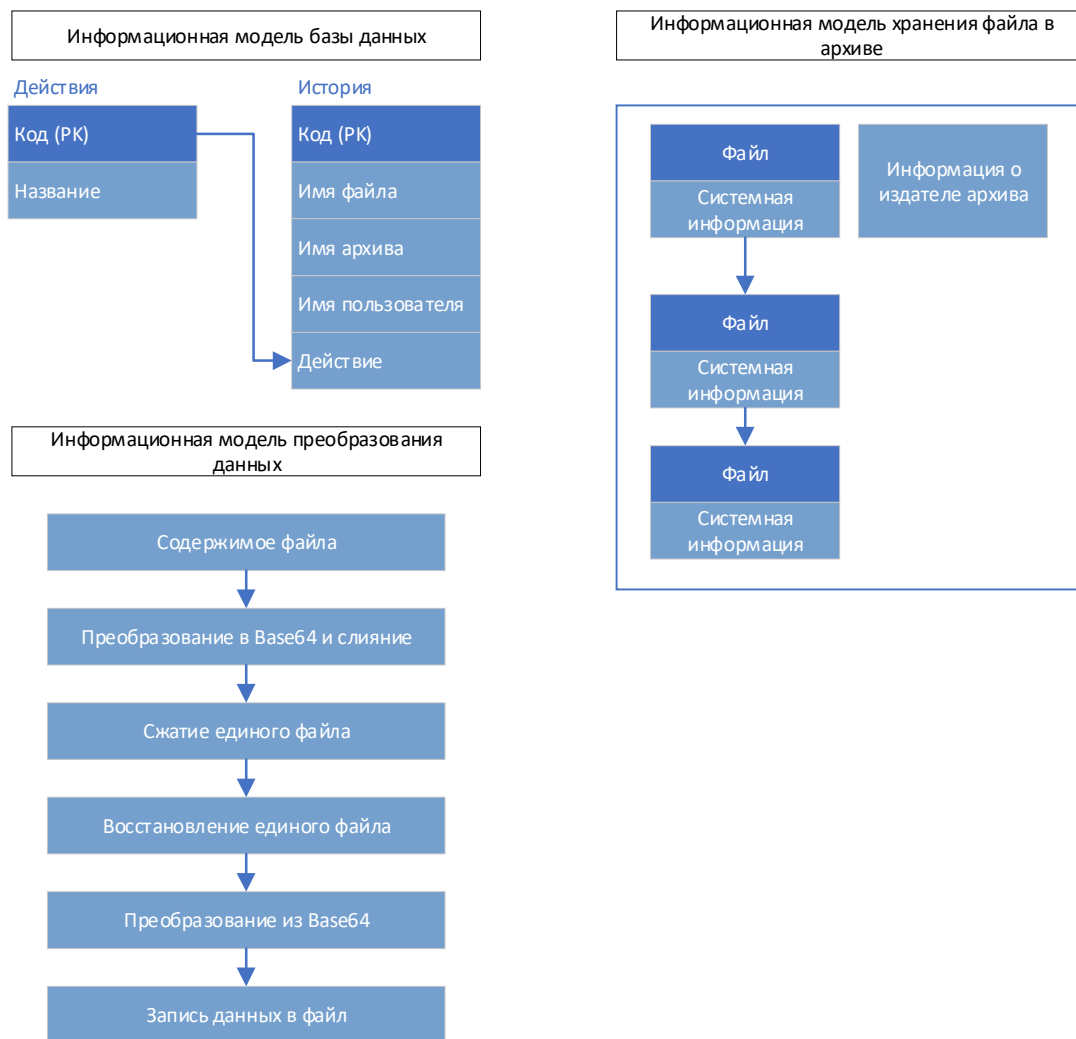 Информационная модель базы данных
Действия
Код (PK)
Название
История
Код (PK)
Имя файла
Имя архива
Имя пользователя
Действие
Информационная модель преобразования
данных
Содержимое файла
Преобразование в Base64 и слияние
Сжатие единого файла
Восстановление единого файла
Преобразование из Base64
Запись данных в файл
Информационная модель хранения файла в
архиве
Файл
Системная
информация
Информация о
издателе архива
Файл
Системная
информация
Файл
Системная
информация